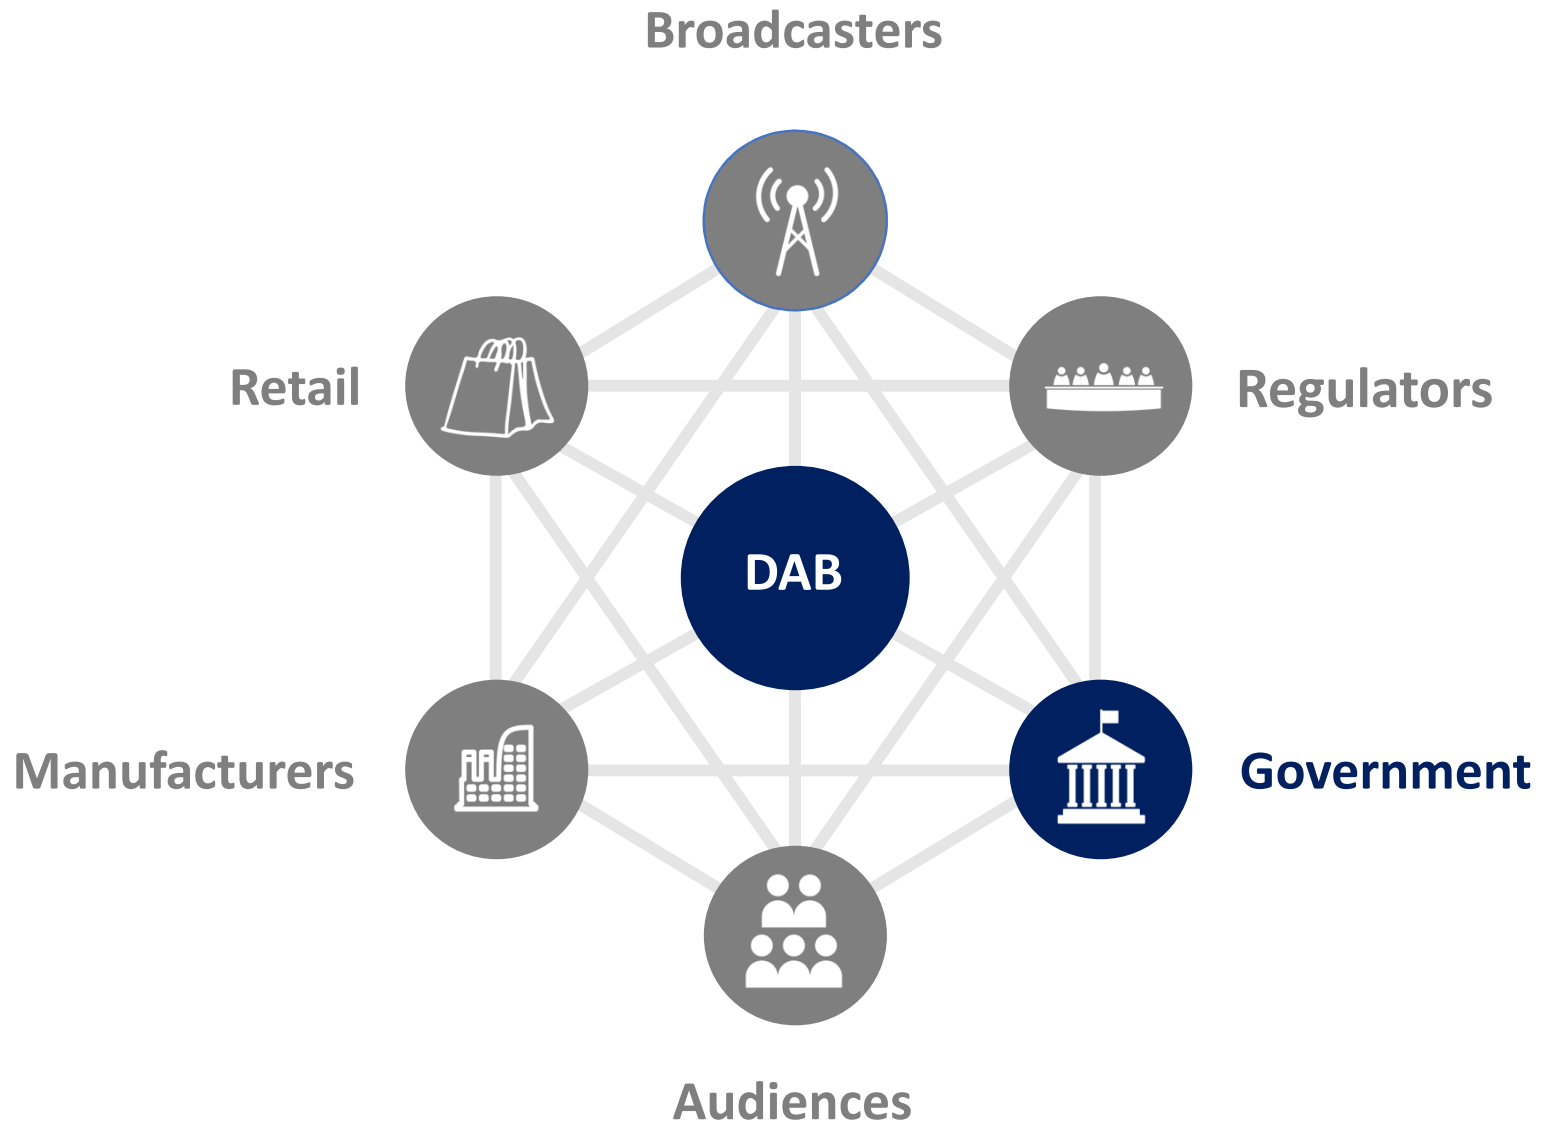 Broadcasters
Retail
Regulators
DAB
Manufacturers
Government
Audiences